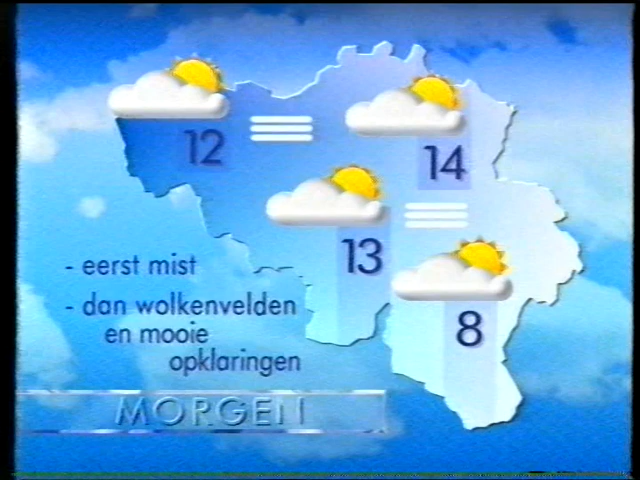 12
14
13
8
- eerst mist
- dan wolkenvelden
en mooie
opklaringen
MORGEN